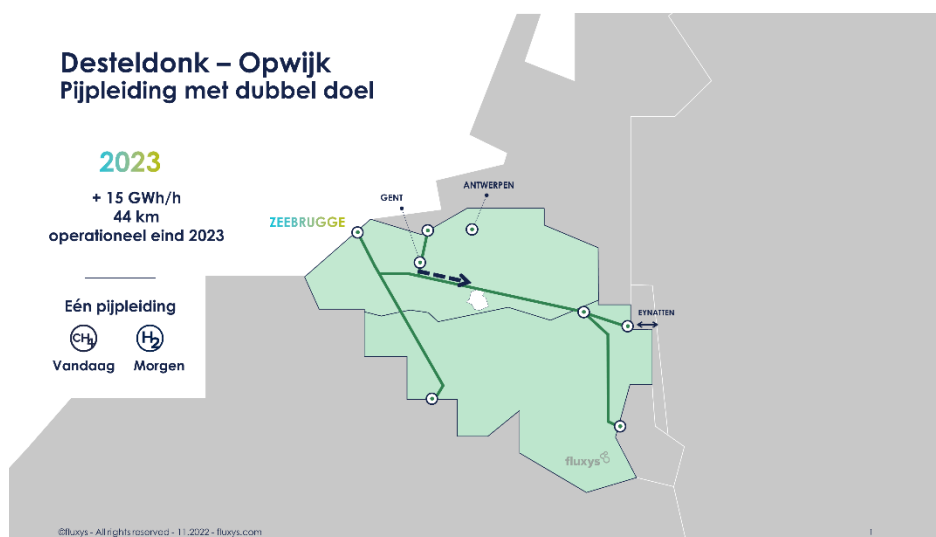 Desteldonk – Opwijk
Pijpleiding met dubbel doel
2023
+ 15 GWh/h
44 km
operationeel eind 2023
Eén pijpleiding
CH4
H2
Vandaag
Morgen
ZEEBRUGGE
GENT
ANTWERPEN
EYNATTEN
fluxys
©fluxys - All rights reserved - 11.2022 - fluxys.com
1